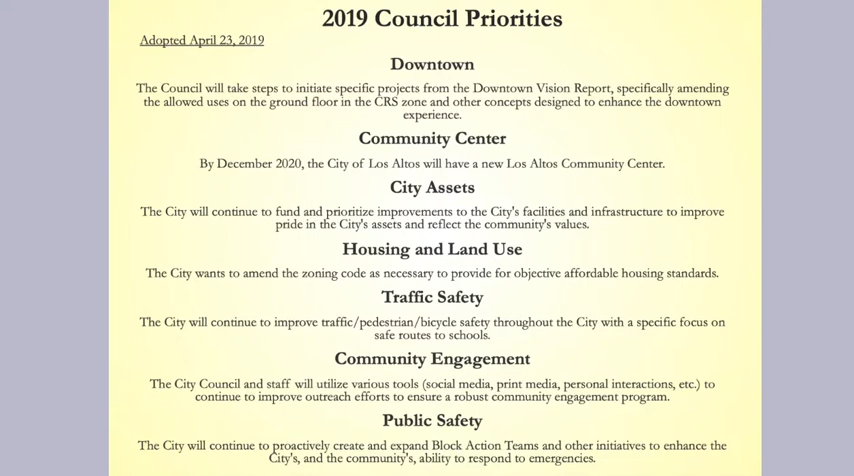 2019 Council Priorities
Adopted April 23, 2019
Downtown
The Council will take steps to initiate specific projects from the Downtown Vision Report, specifically amending
the allowed uses on the ground floor in the CRS zone and other concepts designed to enhance the downtown
experience.
Community Center
By December 2020, the City of Los Altos will have a new Los Altos Community Center.
City Assets
The City will continue to fund and prioritize improvements to the City's facilities and infrastructure to improve
pride in the City's assets and reflect the community's values.
Housing and Land Use
The City wants to amend the zoning code as necessary to provide for objective affordable housing standards.
Traffic Safety
The City will continue to improve traffic/pedestrian/bicycle safety throughout the City with a specific focus on
safe routes to schools.
Community Engagement
The City Council and staff will utilize various tools (social media, print media, personal interactions, etc.) to
continue to improve outreach efforts to ensure a robust community engagement program.
Public Safety
The City will continue to proactively create and expand Block Action Teams and other initiatives to enhance the
City's, and the community's, ability to respond to emergencies.